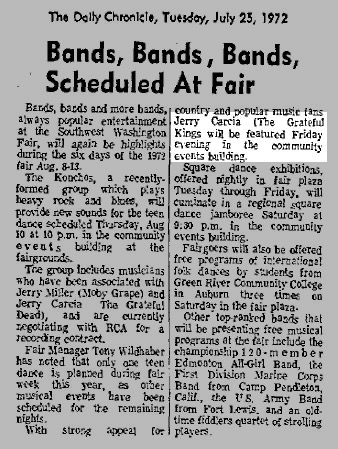 The Daily Chronicle, Tuesday, July 25, 1972
Bands, Bands, Bands,
Scheduled At Fair
Bands, bands and more bands,
always popular entertainment
at the Southwest Washington
Fair, will again be highlights
during the six days of the 1972
fair Aug. 8-13.
The Konchos, a recently-
formed group which plays
heavy rock and blues, will
provide new sounds for the teen
dance scheduled Thursday, Aug
10 at 10 p.m. in the community
events building at the
fairgrounds.
The group includes musicians
who have been associated with
Jerry Miller (Moby Grape) and
Jerry Carcia The Grateful
Dead), and are currently
negotiating with RCA for a
recording contract.
Fair Manager Tony Wildhaber
has noted that only one teen
dance is planned during fair
week this year, as other
musical events have been
scheduled for the remaining
nights.
With strong appeal for
country and popular music fans
Jerry Carcia (The Grateful
Kings will be featured Friday
evening in the community
events building.
Square dance exhibitions,
offered nightly in fair plaza
Tuesday through Friday, will
cuminate in a regional square
dance jamboree Saturday at
9:30 p.m. in the community
events building.
Fairgoers will also be offered
free programs of international
folk dances by students from
Green River Community College
in Auburn three times on
Saturday in the fair plaza.
Other top-ranked bands that
will be presenting free musical
programs at the fair include the
championship 120-member
Edmonton All-Girl Band, the
First Division Marine Corps
Band from Camp Pendleton,
Calif., the U.S. Army Band
from Fort Lewis, and an old-
time fiddlers quartet of strolling
players.